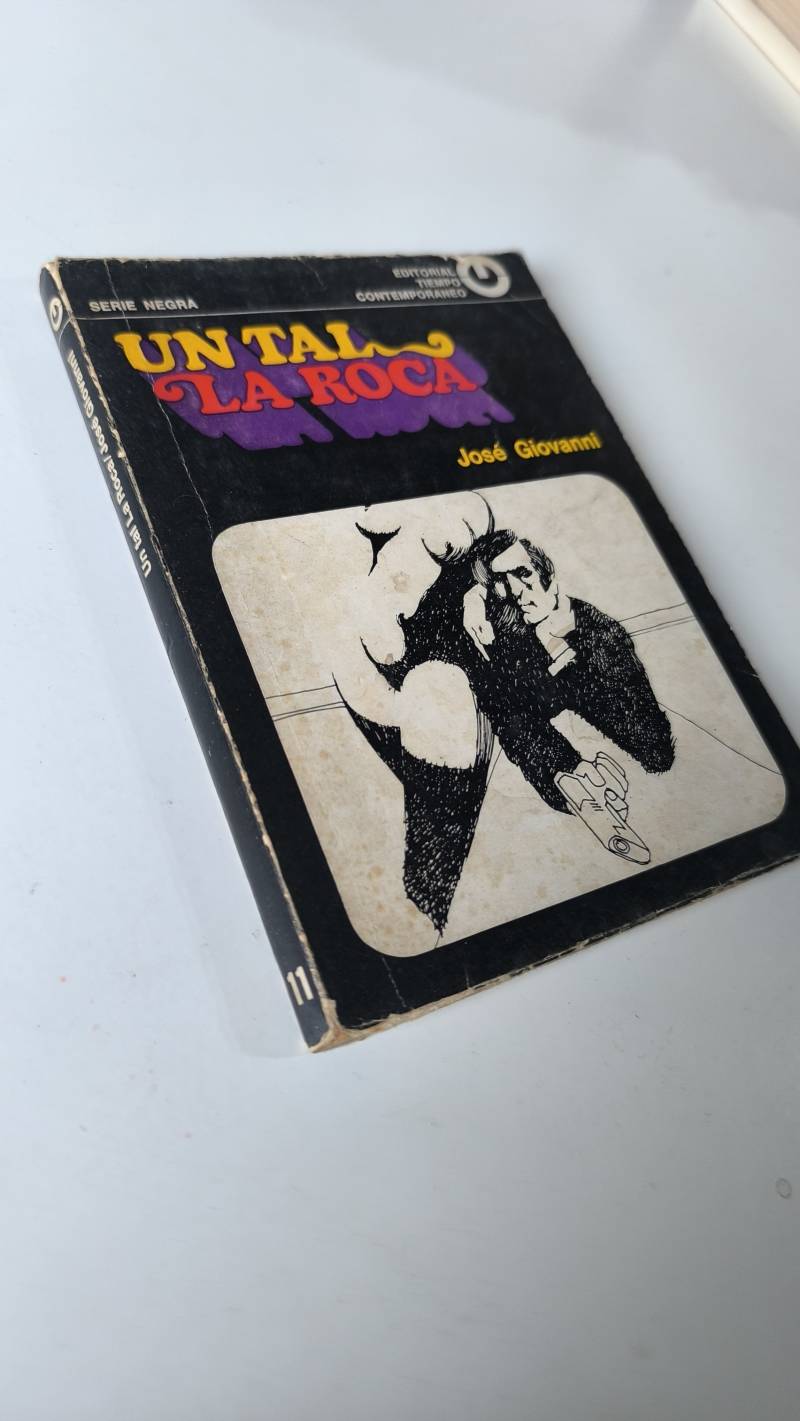 SERIE NEGRA
EDITORIAL
TIEMPO
CONTEMPORANEO
UN TAL
LA ROCA
José Giovanni
Un tal La Roca/José Giovanni
11